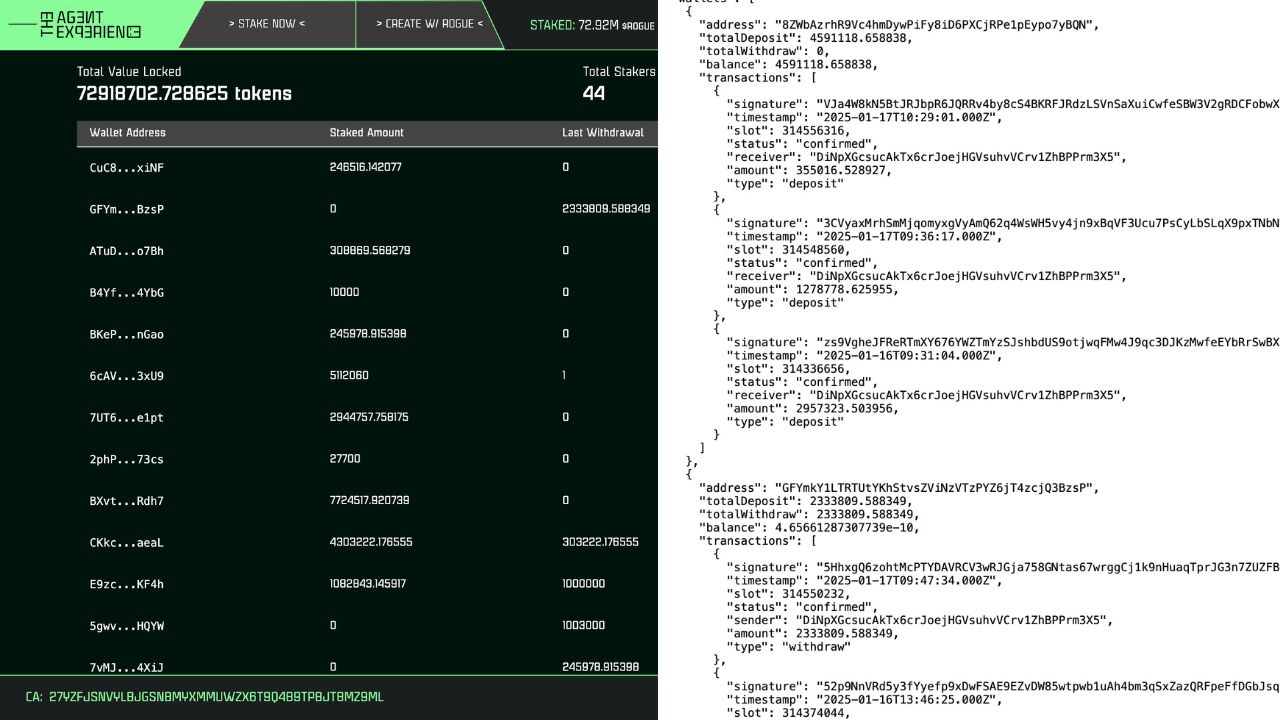 THE AGENT EXPERIENCE
> STAKE NOW <
> CREATE W/ ROGUE <
STAKED: 72.92M $ROGUE
Total Value Locked
72918702.728625 tokens
Total Stakers
44
Wallet Address Staked Amount Last Withdrawal
CuC8...xiNF 246516.142077 0
GFYm...BzsP 0 2333809.588349
ATuD...o7Bh 308869.568279 0
B4Yf...4YbG 10000 0
BKeP...nGao 245978.915398 0
6cAV...3xU9 5112060 1
7UT6...e1pt 2944757.758175 0
2phP...73cs 27700 0
BXvt...Rdh7 7724517.920739 0
CKkc...aeaL 4303222.176555 303222.176555
E9zc...KF4h 1082843.145917 1000000
5gwv...HQYW 0 1003000
7vMJ...4XiJ 0 245978.915398
CA: 27YZFJSNVYLBJGSNBMYXMMUWZX6T9Q4B9TP8JTBMZ9ML
{
"address": "8ZWbAzrhR9Vc4hmDywPiFy8iD6PXCjRPe1pEypo7yBQN",
"totalDeposit": 4591118.658838,
"totalWithdraw": 0,
"balance": 4591118.658838,
"transactions": [
{
"signature": "VJa4W8kN5BtJRJbpR6JQRRv4by8cS4BKRFJRdzLSVnSaXuiCwfeSBW3V2gRDCFobwX
"timestamp": "2025-01-17T10:29:01.000Z",
"slot": 314556316,
"status": "confirmed",
"receiver": "DiNpXGcsucAkTx6crJoejHGVsuhvVCrv1ZhBPPrm3X5",
"amount": 355016.528927,
"type": "deposit"
},
{
"signature": "3CVyaxMrhSmMjqomyxgVyAmQ62q4WsWH5vy4jn9xBqVF3Ucu7PsCyLbSLqX9pxTNbN
"timestamp": "2025-01-17T09:36:17.000Z",
"slot": 314548560,
"status": "confirmed",
"receiver": "DiNpXGcsucAkTx6crJoejHGVsuhvVCrv1ZhBPPrm3X5",
"amount": 1278778.625955,
"type": "deposit"
},
{
"signature": "zs9VgheJFReRTmXY676YWZTmYzSJshbdUS9otjwqFMw4J9qc3DJKzMwfeEYbRrSwBX
"timestamp": "2025-01-16T09:31:04.000Z",
"slot": 314336656,
"status": "confirmed",
"receiver": "DiNpXGcsucAkTx6crJoejHGVsuhvVCrv1ZhBPPrm3X5",
"amount": 2957323.503956,
"type": "deposit"
}
]
},
{
"address": "GFYmkY1LTRTUtYKhStvsZViNzVTzPYZ6jT4zcjQ3BzsP",
"totalDeposit": 2333809.588349,
"totalWithdraw": 2333809.588349,
"balance": 4.65661287307739e-10,
"transactions": [
{
"signature": "5HhxgQ6zohtMcPTYDAVRCV3wRJGja758GNtas67wrggCj1k9nHuaqTprJG3n7ZUZFB
"timestamp": "2025-01-17T09:47:34.000Z",
"slot": 314550232,
"status": "confirmed",
"sender": "DiNpXGcsucAkTx6crJoejHGVsuhvVCrv1ZhBPPrm3X5",
"amount": 2333809.588349,
"type": "withdraw"
},
{
"signature": "52p9NnVRd5y3fYyefp9xDwFSAE9EZvDW85wtpwb1uAh4bm3qSxZazQRFpeFfDGbJsq
"timestamp": "2025-01-16T13:46:25.000Z",
"slot": 314374044,